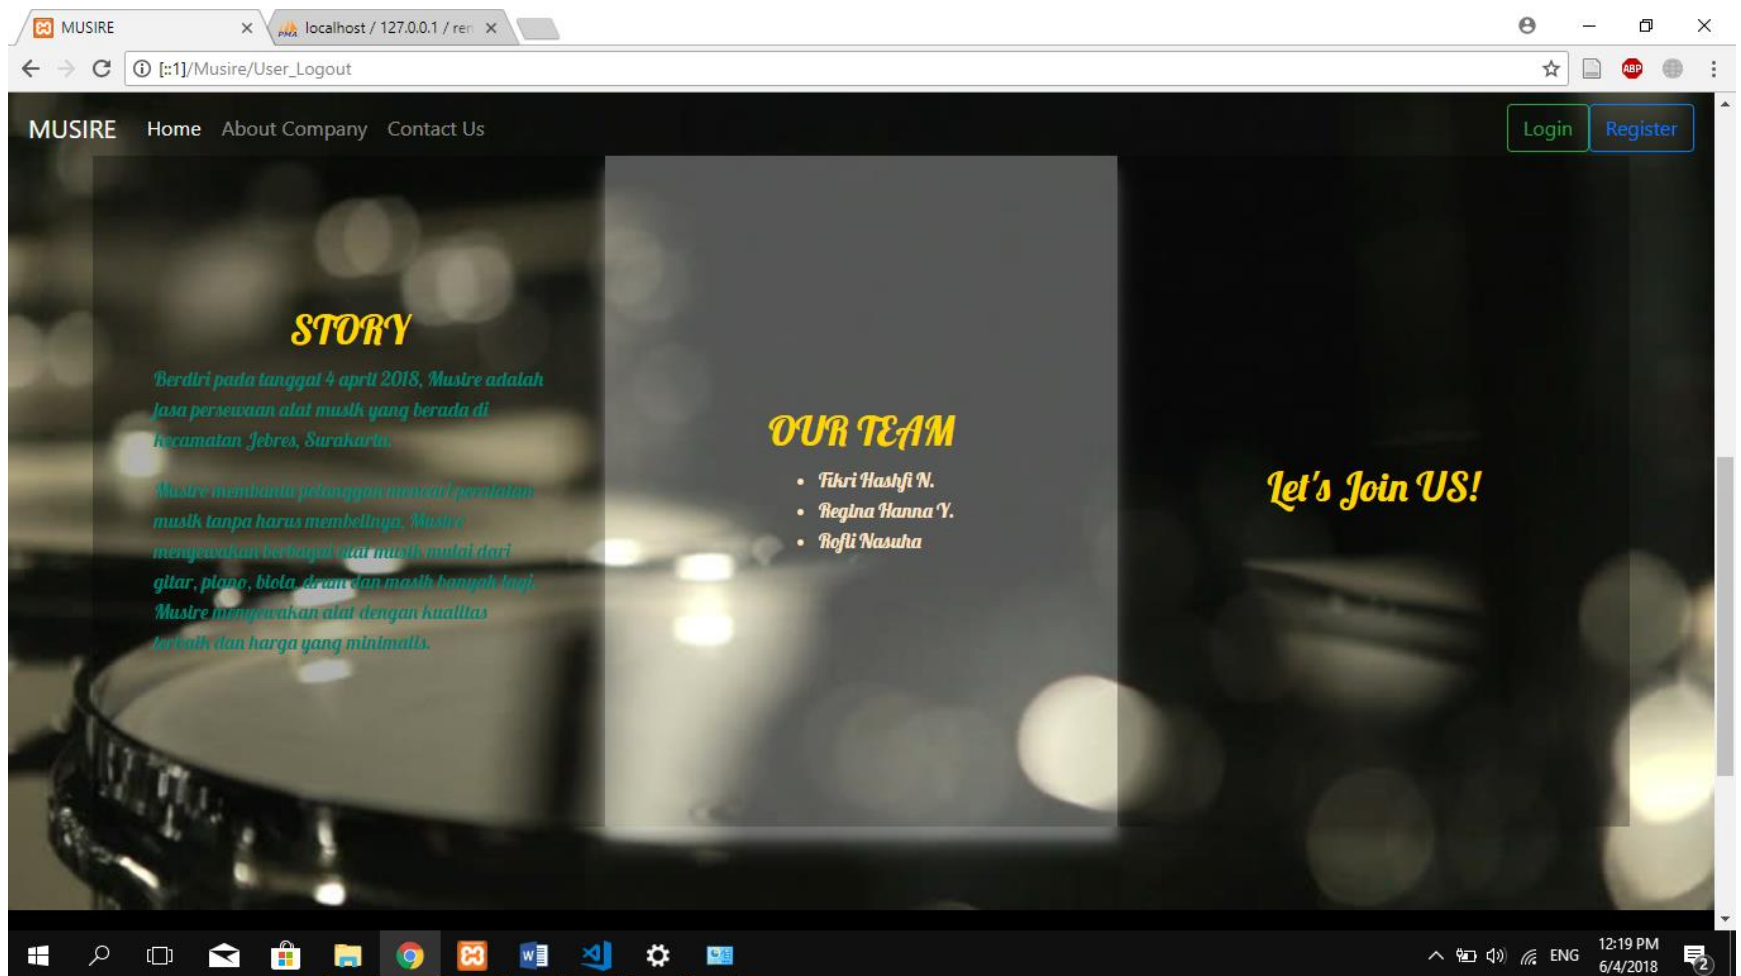 MUSIRE
localhost / 127.0.0.1 / ren
[::1]/Musire/User_Logout
ABP
MUSIRE Home About Company Contact Us Login Register
STORY
Berdiri pada tanggal 4 april 2018, Musire adalah
jasa persewaan alat musik yang berada di
kecamatan Jebres, Surakarta.
Musire membantu pelanggan mencari peralatan
musik tanpa harus membelinya, Musire
menyewakan berbagai alat musik mulai dari
gitar, piano, biola, drum dan masih banyak lagi.
Musire menyewakan alat dengan kualitas
terbaik dan harga yang minimalis.
OUR TEAM
• Fikri Hashfi N.
• Regina Hanna Y.
• Rofli Nasuha
Let's Join US!
ENG
12:19 PM
6/4/2018
2